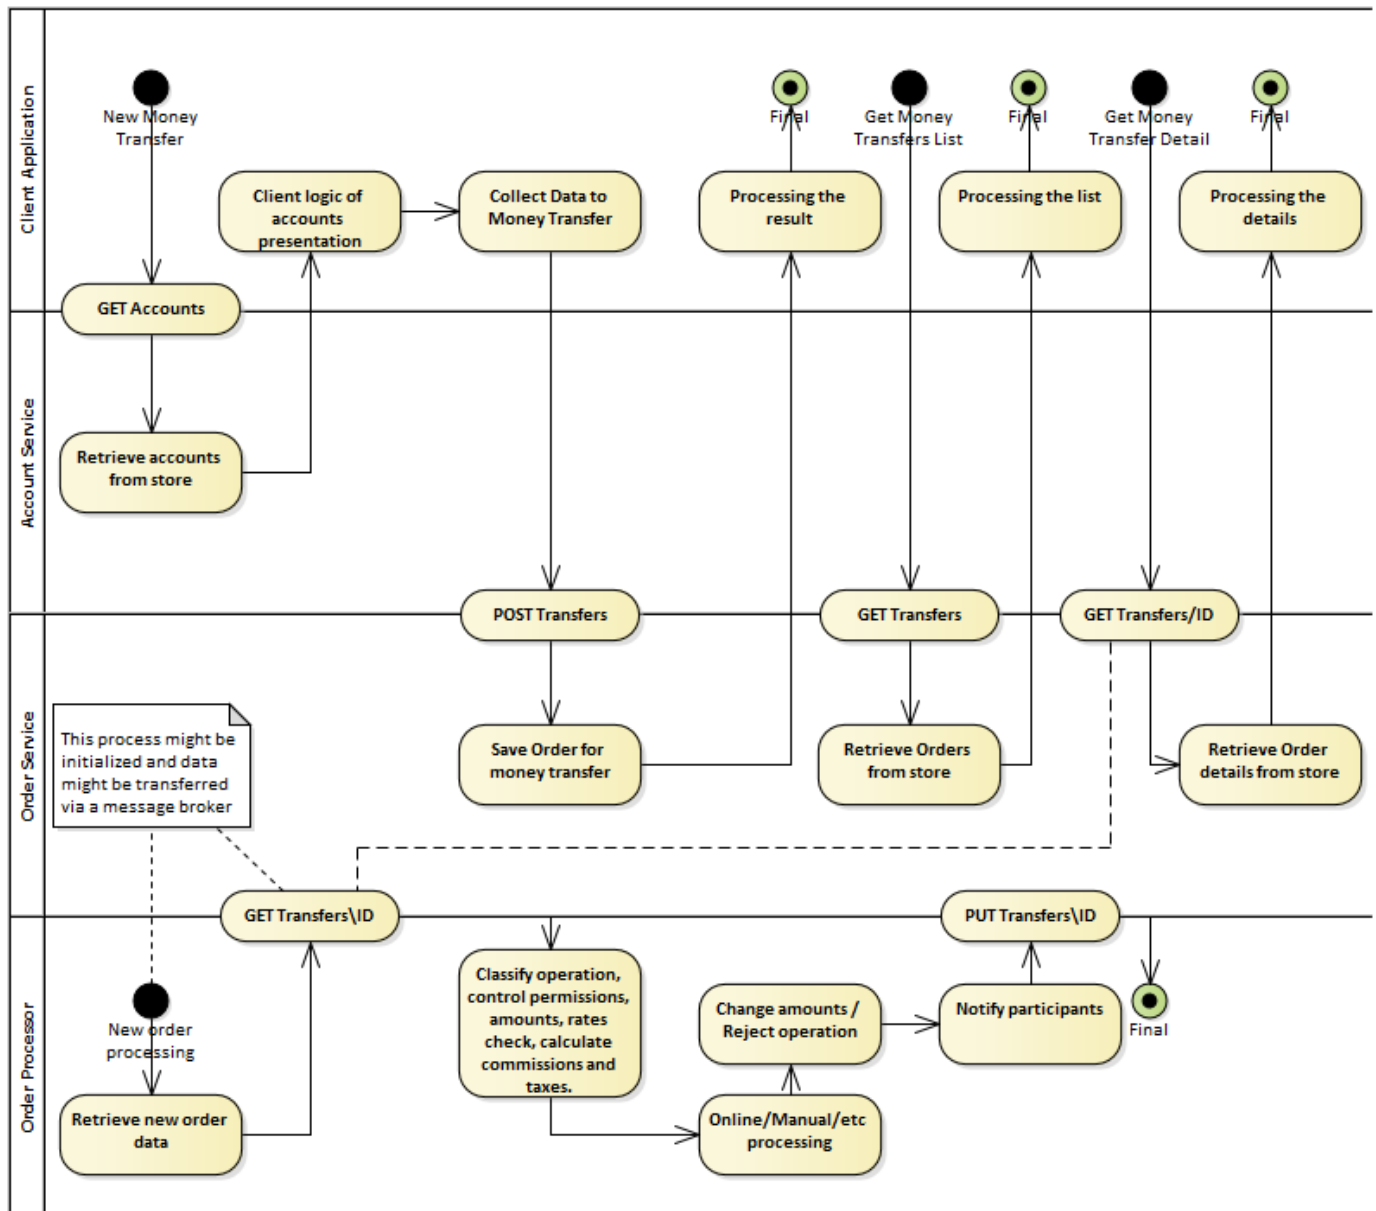 Client Application
New Money
Transfer
Final
Get Money
Transfers List
Final
Get Money
Transfer Detail
Final
Client logic of
accounts
presentation
Collect Data to
Money Transfer
Processing the
result
Processing the list
Processing the
details
GET Accounts
Account Service
Retrieve accounts
from store
POST Transfers
GET Transfers
GET Transfers/ID
Order Service
This process might be
initialized and data
might be transferred
via a message broker
Save Order for
money transfer
Retrieve Orders
from store
Retrieve Order
details from store
GET Transfers\ID
PUT Transfers\ID
Order Processor
New order
processing
Classify operation,
control permissions,
amounts, rates
check, calculate
commissions and
taxes.
Change amounts /
Reject operation
Notify participants
Final
Retrieve new order
data
Online/Manual/etc
processing